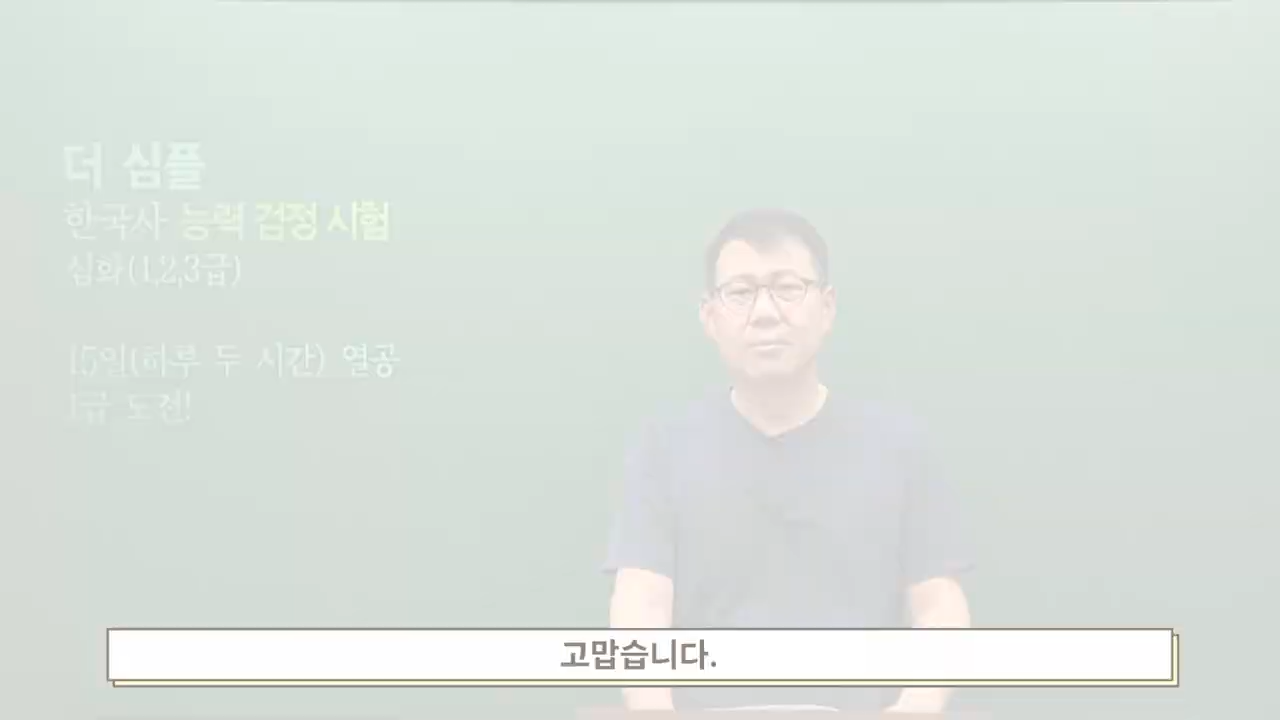 더 심플
한국사 능력 검정 시험
심화(1,2,3급)
15일(하루 두 시간) 열공
1급 도전!
고맙습니다.